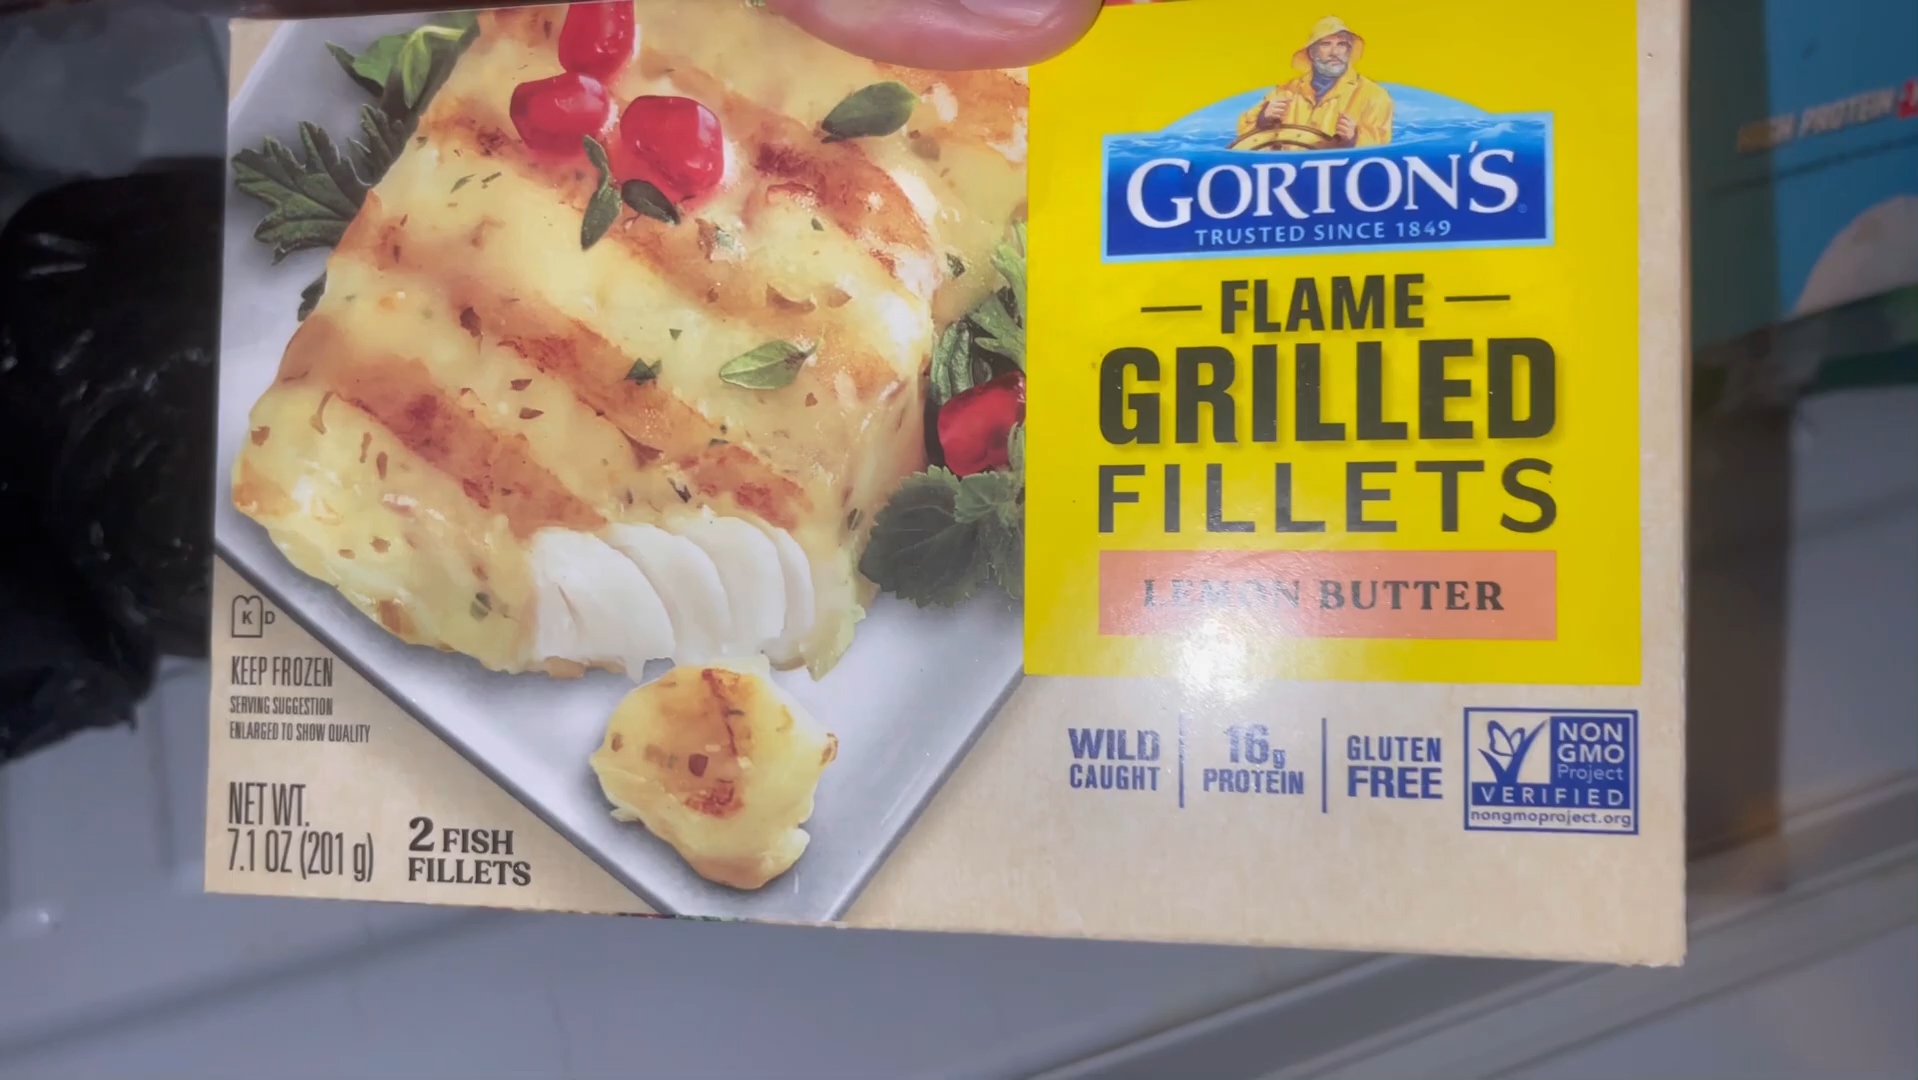 GORTON'S
TRUSTED SINCE 1849
FLAME
GRILLED
FILLETS
LEMON BUTTER
WILD
CAUGHT
16g
PROTEIN
GLUTEN
FREE
NON
GMO
Project
VERIFIED
nongmoproject.org
K D
KEEP FROZEN
SERVING SUGGESTION
ENLARGED TO SHOW QUALITY
NET WT.
7.1 OZ (201 g)
2 FISH
FILLETS
HIGH PROTEIN